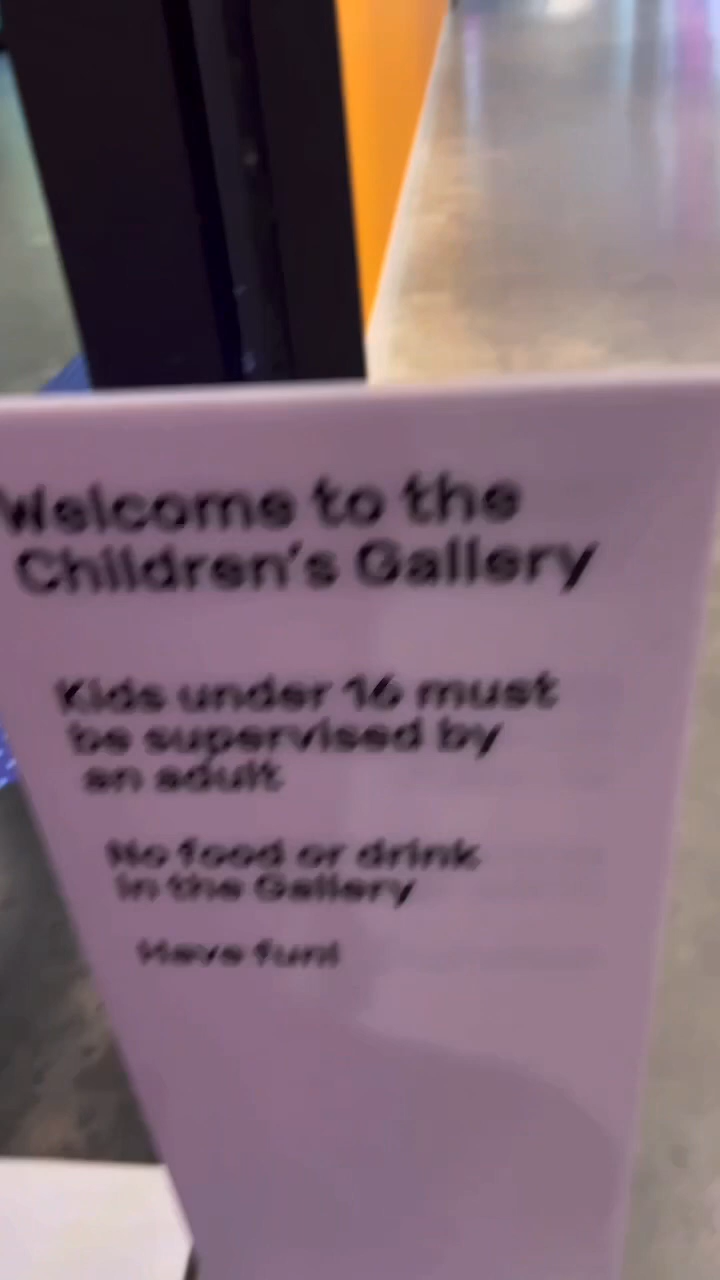 Welcome to the
Children's Gallery
Kids under 16 must
be supervised by
an adult
No food or drink
in the Gallery
Have fun!